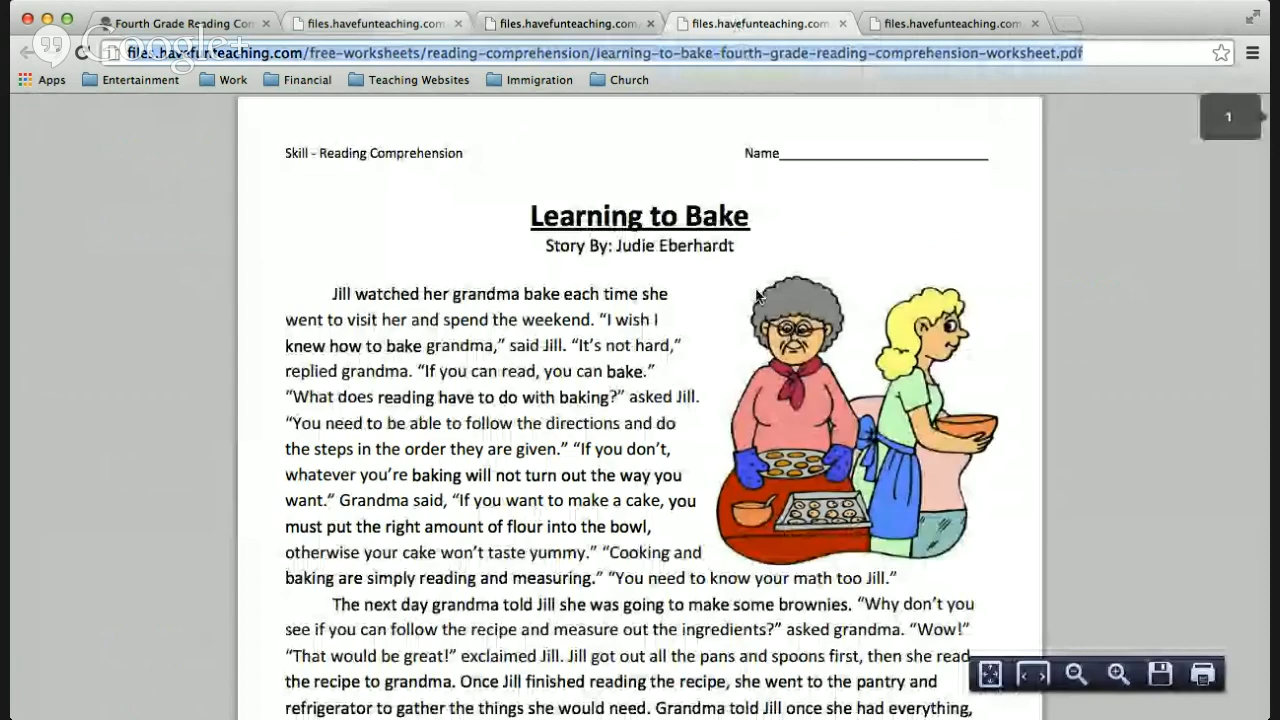 Fourth Grade Reading Com
files.havefunteaching.com
files.havefunteaching.com/
files.havefunteaching.com
files.havefunteaching.com
Google+
files.havefunteaching.com/free-worksheets/reading-comprehension/learning-to-bake-fourth-grade-reading-comprehension-worksheet.pdf
Apps Entertainment Work Financial Teaching Websites Immigration Church
1
Skill - Reading Comprehension Name____________________________
Learning to Bake
Story By: Judie Eberhardt
Jill watched her grandma bake each time she
went to visit her and spend the weekend. “I wish I
knew how to bake grandma,” said Jill. “It’s not hard,”
replied grandma. “If you can read, you can bake.”
“What does reading have to do with baking?” asked Jill.
“You need to be able to follow the directions and do
the steps in the order they are given.” “If you don’t,
whatever you’re baking will not turn out the way you
want.” Grandma said, “If you want to make a cake, you
must put the right amount of flour into the bowl,
otherwise your cake won’t taste yummy.” “Cooking and
baking are simply reading and measuring.” “You need to know your math too Jill.”
The next day grandma told Jill she was going to make some brownies. “Why don’t you
see if you can follow the recipe and measure out the ingredients?” asked grandma. “Wow!”
“That would be great!” exclaimed Jill. Jill got out all the pans and spoons first, then she read
the recipe to grandma. Once Jill finished reading the recipe, she went to the pantry and
refrigerator to gather the things she would need. Grandma told Jill once she had everything,